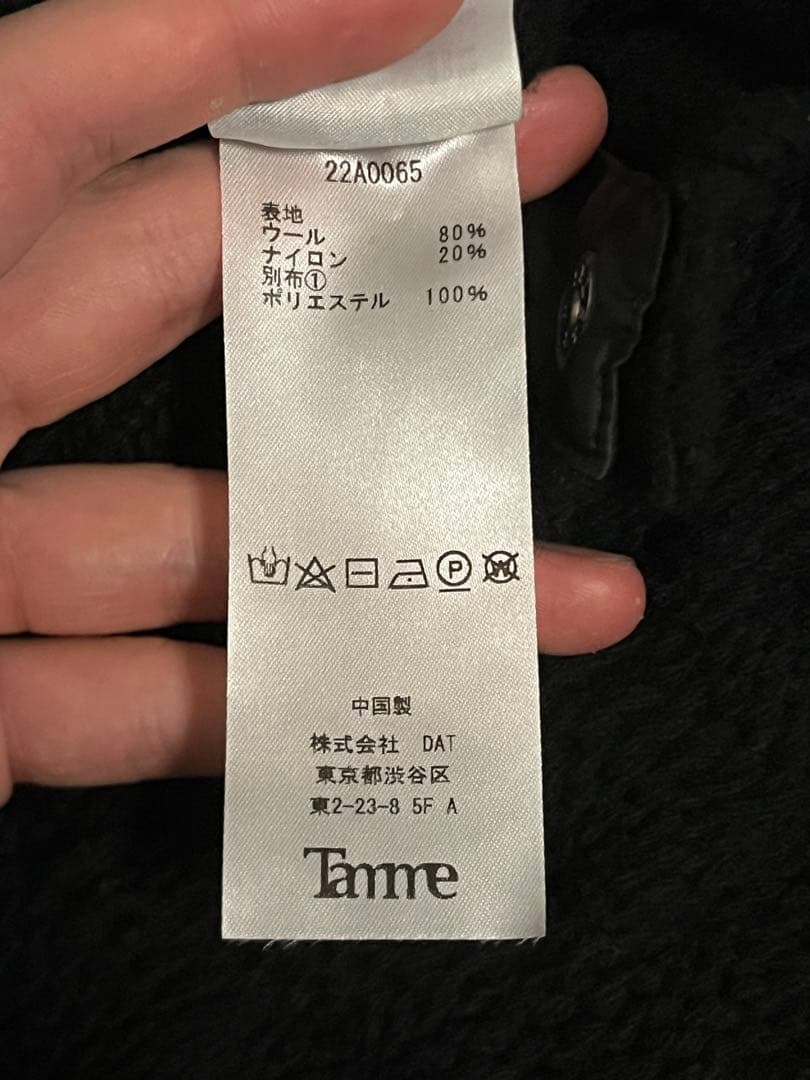 22A0065
表地
ウール 80%
ナイロン 20%
別布①
ポリエステル 100%
P W
中国製
株式会社 DAT
東京都渋谷区
東2-23-8 5F A
Tamme